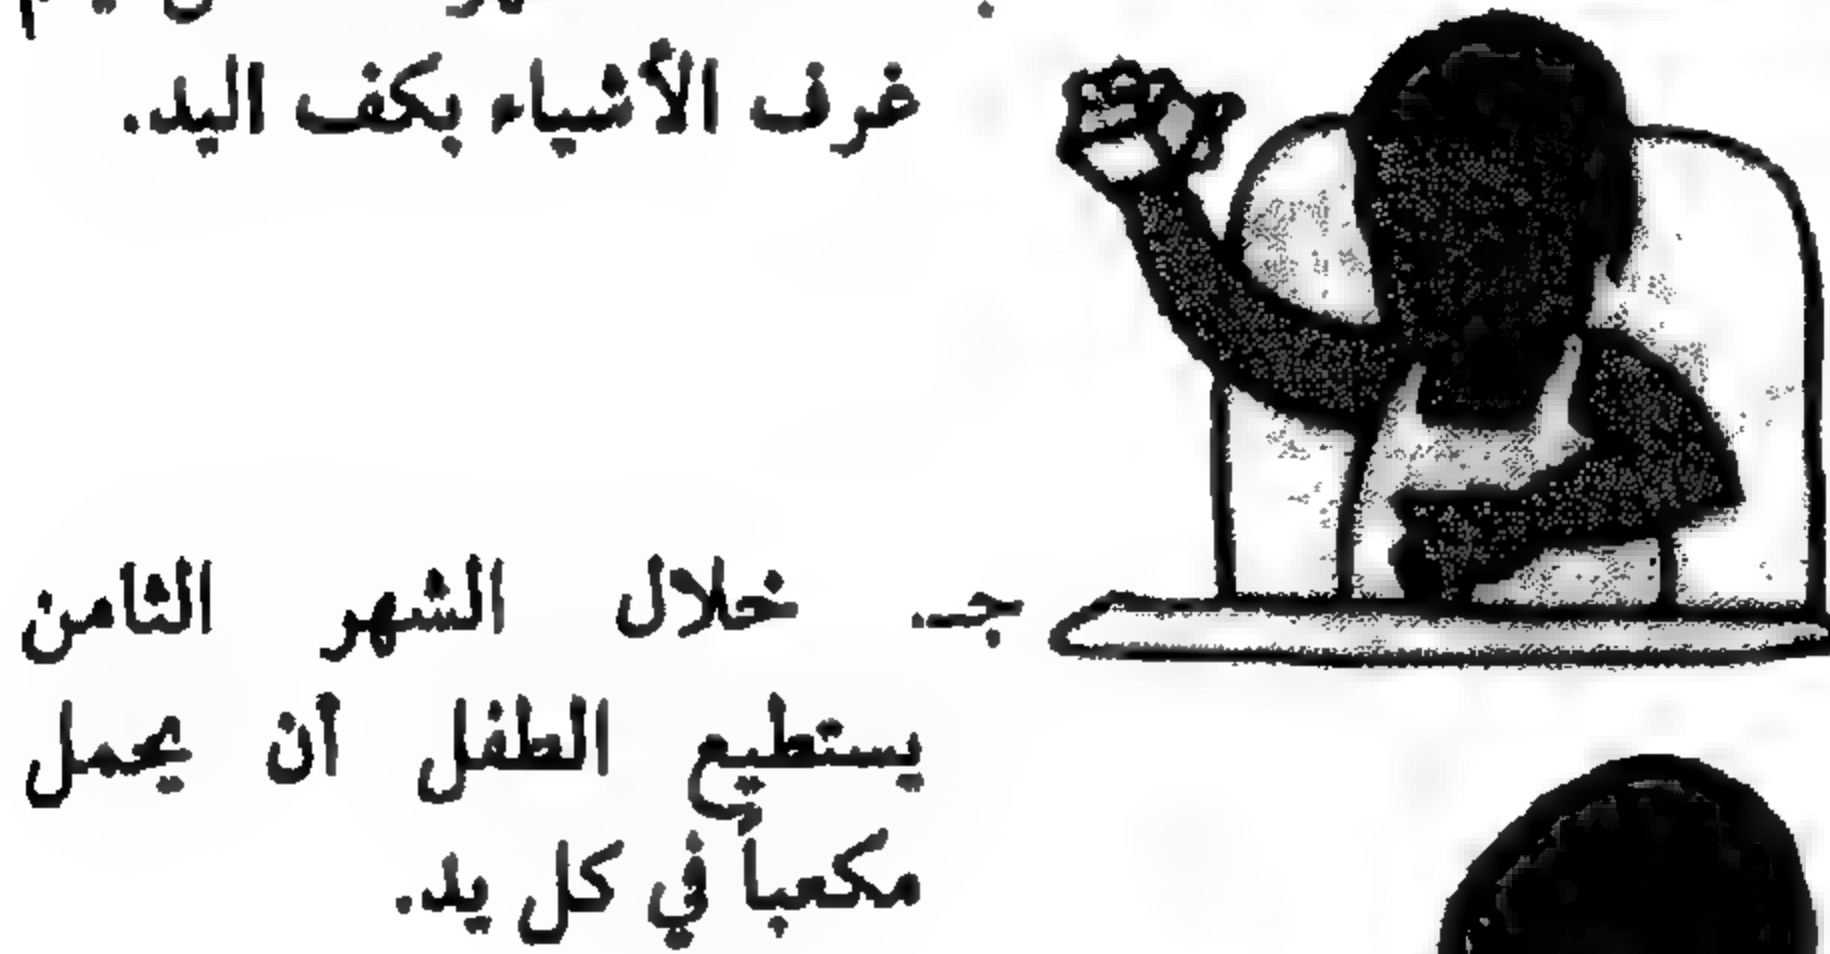 غرف الأشياء بكف اليد.
جـ. خلال الشهر الثامن
يستطيع الطفل أن يحمل
مكعباً في كل يد.